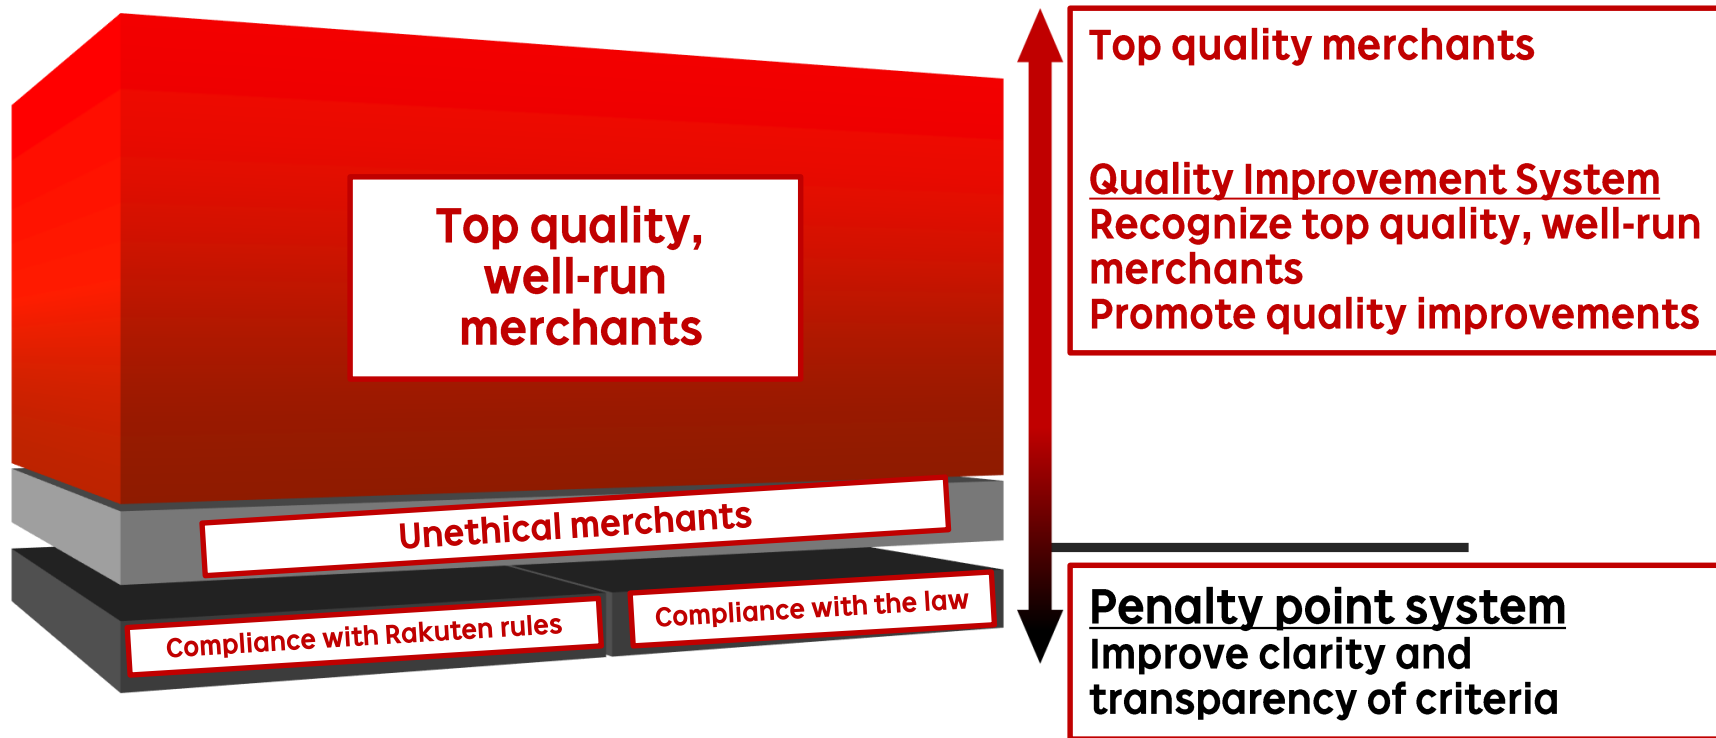 Top quality,
well-run
merchants
Unethical merchants
Compliance with Rakuten rules
Compliance with the law
Top quality merchants
Quality Improvement System
Recognize top quality, well-run
merchants
Promote quality improvements
Penalty point system
Improve clarity and
transparency of criteria